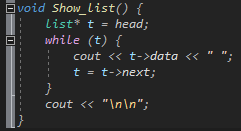 void Show_list() {
list* t = head;
while (t) {
cout << t->data << " ";
t = t->next;
}
cout << "\n\n";
}